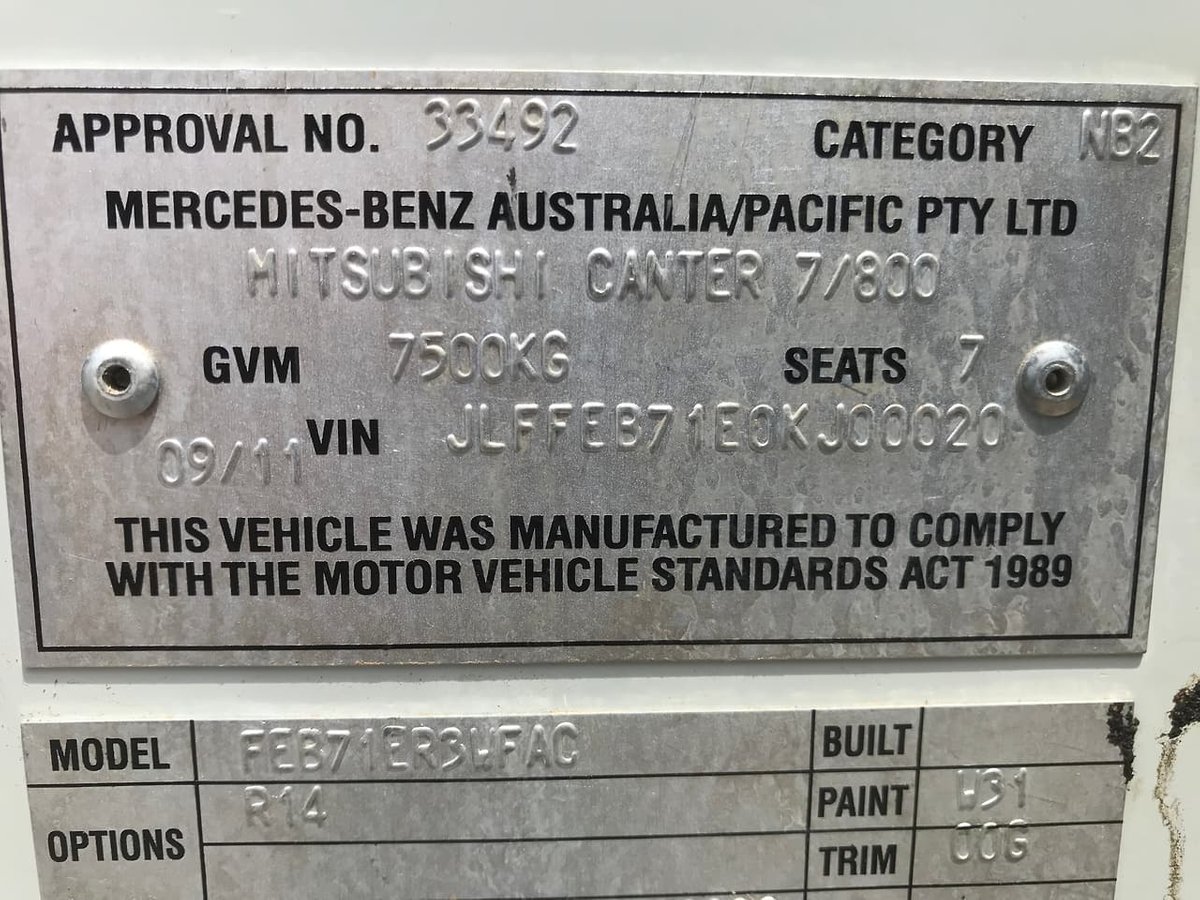 APPROVAL NO. 33492 CATEGORY NB2
MERCEDES-BENZ AUSTRALIA/PACIFIC PTY LTD
MITSUBISHI CANTER 7/800
GVM 7500KG SEATS 7
09/11 VIN JLFFEB71E0KJ00020
THIS VEHICLE WAS MANUFACTURED TO COMPLY
WITH THE MOTOR VEHICLE STANDARDS ACT 1989
MODEL FEB71ER3WFAC BUILT
OPTIONS R14 PAINT W31
TRIM 00G